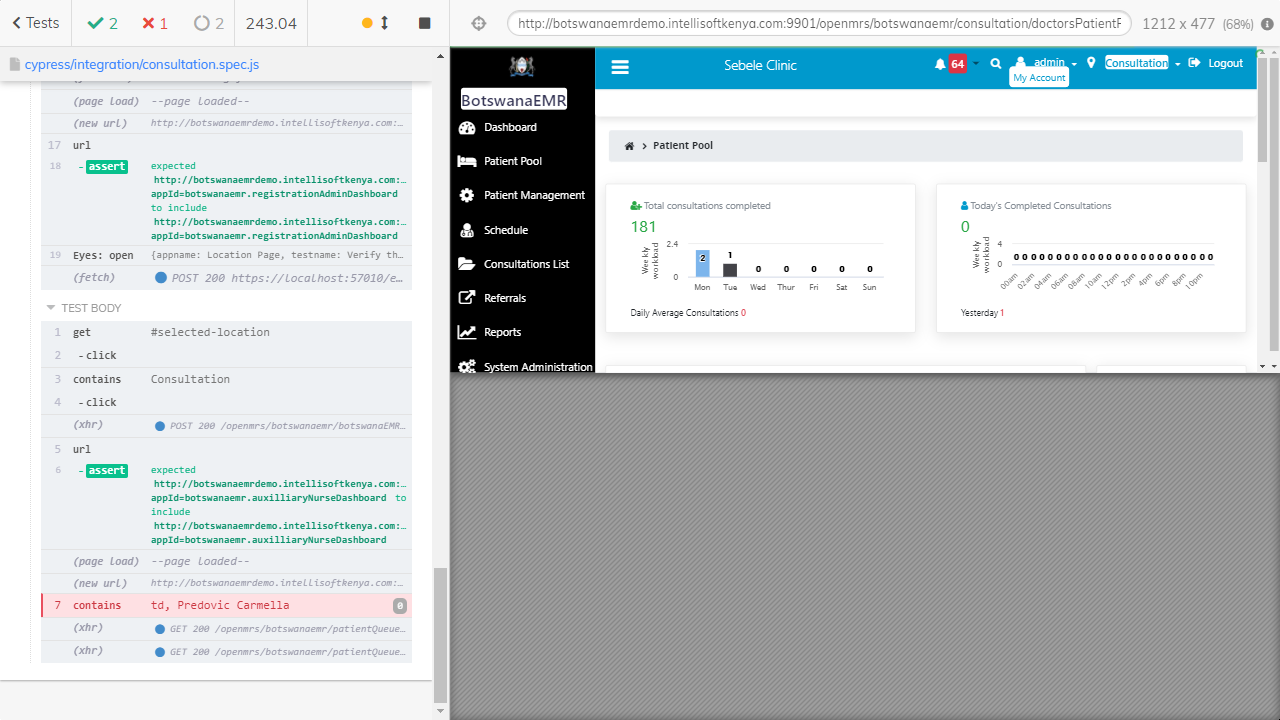 Tests
2
1
2
243.04
http://botswanaemrdemo.intellisoftkenya.com:9901/openmrs/botswanaemr/consultation/doctorsPatientF
1212 x 477 (68%)
cypress/integration/consultation.spec.js
(page load) --page loaded--
(new url) http://botswanaemrdemo.intellisoftkenya.com:…
17 url
18 -assert expected
http://botswanaemrdemo.intellisoftkenya.com:…
appId=botswanaemr.registrationAdminDashboard
to include
http://botswanaemrdemo.intellisoftkenya.com:…
appId=botswanaemr.registrationAdminDashboard
19 Eyes: open {appname: Location Page, testname: Verify th…
(fetch) POST 200 https://localhost:57010/e…
TEST BODY
1 get #selected-location
2 -click
3 contains Consultation
4 -click
(xhr) POST 200 /openmrs/botswanaemr/botswanaEMR…
5 url
6 -assert expected
http://botswanaemrdemo.intellisoftkenya.com:…
appId=botswanaemr.auxilliaryNurseDashboard to
include
http://botswanaemrdemo.intellisoftkenya.com:…
appId=botswanaemr.auxilliaryNurseDashboard
(page load) --page loaded--
(new url) http://botswanaemrdemo.intellisoftkenya.com:…
7 contains td, Predovic Carmella 0
(xhr) GET 200 /openmrs/botswanaemr/patientQueue…
(xhr) GET 200 /openmrs/botswanaemr/patientQueue…
BotswanaEMR
Dashboard
Patient Pool
Patient Management
Schedule
Consultations List
Referrals
Reports
System Administration
Sebele Clinic
64
admin
Consultation
Logout
My Account
Patient Pool
Total consultations completed
181
Weekly workload
2.4
0
2 1 0 0 0 0 0
Mon Tue Wed Thur Fri Sat Sun
Daily Average Consultations 0
Today's Completed Consultations
0
Weekly workload
4
0
0 0 0 0 0 0 0 0 0 0 0 0 0 0 0 0 0 0 0 0 0 0 0 0
00am 02am 04am 06am 08am 10am 12pm 2pm 4pm 6pm 8pm 10pm
Yesterday 1